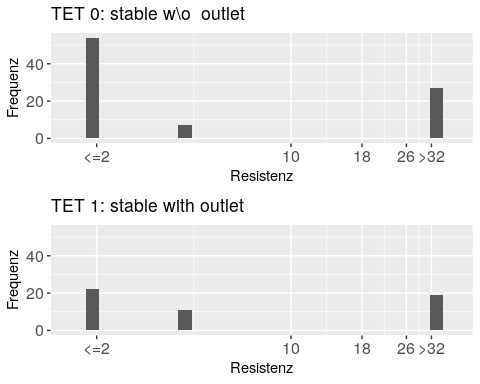 TET 0: stable w\o  outlet
Frequenz
40
20
0
<=2 10 18 26 >32
Resistenz
TET 1: stable with outlet
Frequenz
40
20
0
<=2 10 18 26 >32
Resistenz